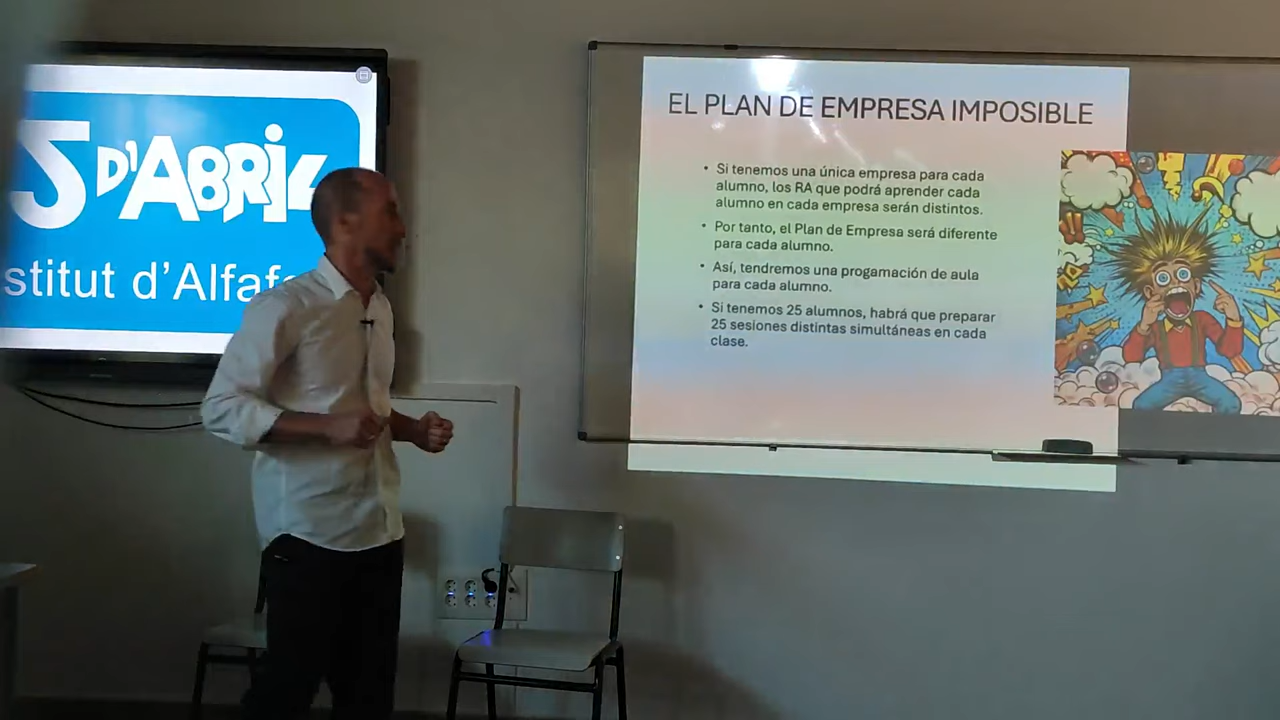 5 D'ABRIL
stitut d'Alfaf
EL PLAN DE EMPRESA IMPOSIBLE
• Si tenemos una única empresa para cada
alumno, los RA que podrá aprender cada
alumno en cada empresa serán distintos.
• Por tanto, el Plan de Empresa será diferente
para cada alumno.
• Así, tendremos una progamación de aula
para cada alumno.
• Si tenemos 25 alumnos, habrá que preparar
25 sesiones distintas simultáneas en cada
clase.